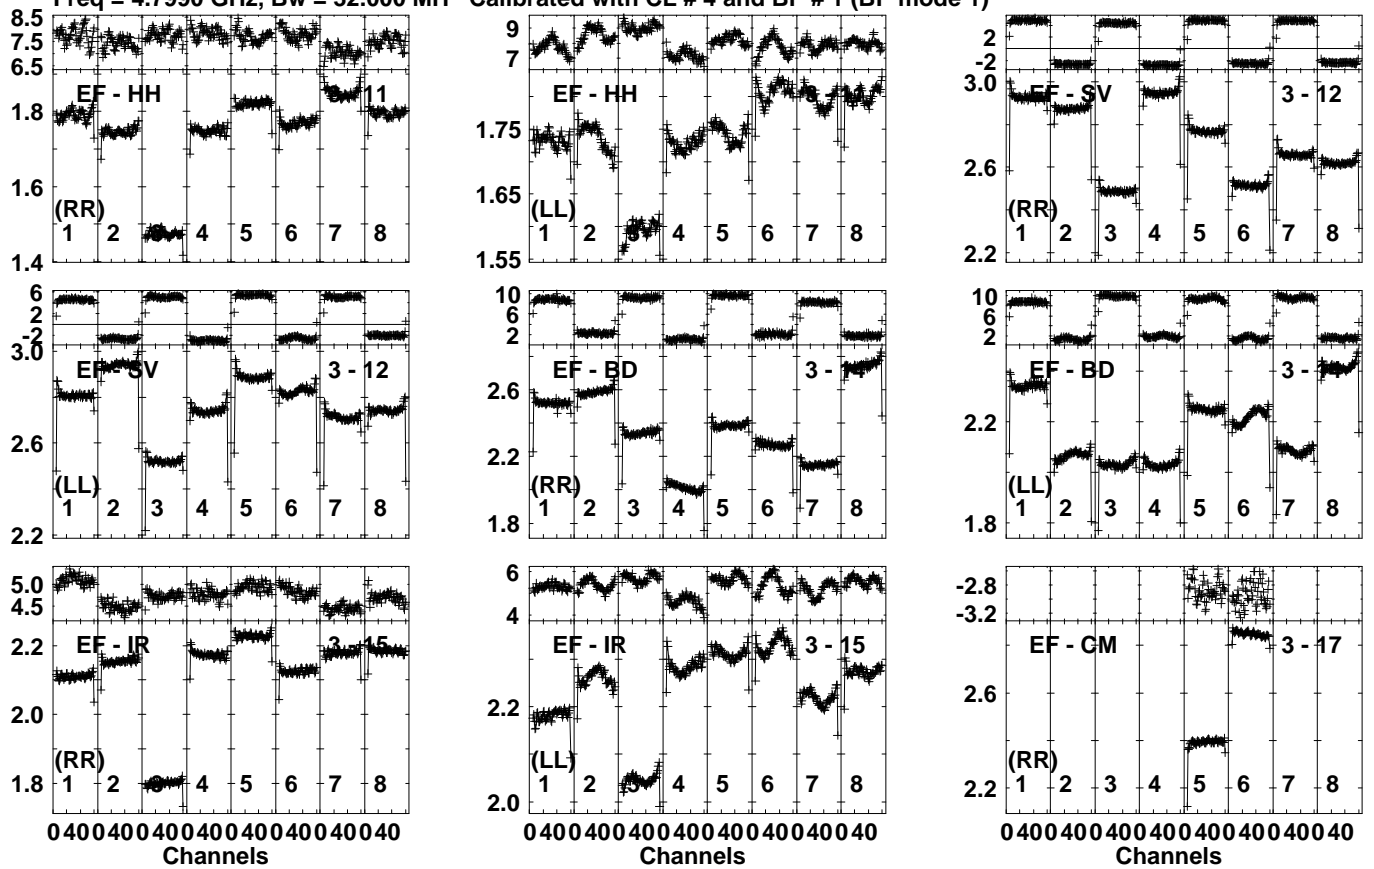 Freq = 4.7990 GHz, Bw = 32.000 MH Calibrated with CL # 4 and BP # 1 (BP mode 1)
8.5
7.5
6.5
EF - HH
11
1.8
1.6
1.4
(RR)
1 2 4 5 6 7 8
9
7
EF - HH
1.75
1.65
1.55
(LL)
1 2 4 5 6 7 8
2
-2
EF - SV 3 - 12
3.0
2.6
2.2
(RR)
1 2 3 4 5 6 7 8
6
2
-2
EF - SV 3 - 12
3.0
2.6
2.2
(LL)
1 2 3 4 5 6 7 8
10
6
2
EF - BD
2.6
2.2
1.8
(RR)
1 2 3 4 5 6 7 8
10
6
2
EF - BD
2.2
1.8
(LL)
1 2 3 4 5 6 7 8
5.0
4.5
EF - IR 3 - 15
2.2
2.0
1.8
(RR)
1 2 4 5 6 7 8
6
4
EF - IR 3 - 15
2.2
2.0
(LL)
1 2 4 5 6 7 8
-2.8
-3.2
EF - CM 3 - 17
2.6
2.2
(RR)
1 2 3 4 5 6 7 8
0 40 0 40 0 40 0 40 0 40 0 40 0 40 0 40
Channels
0 40 0 40 0 40 0 40 0 40 0 40 0 40 0 40
Channels
0 40 0 40 0 40 0 40 0 40 0 40 0 40 0 40
Channels